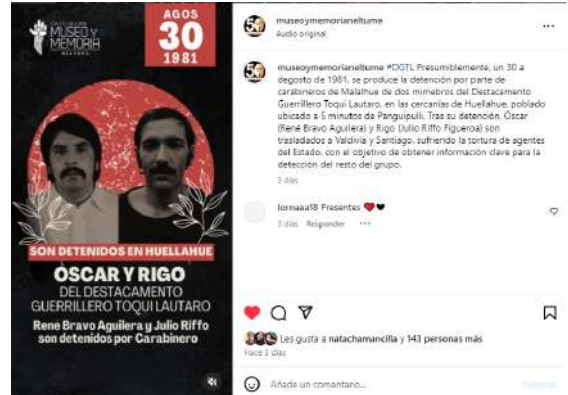 MUSEO Y
MEMORIA
NELTUME
AGOS
30
1981
SON DETENIDOS EN HUELLAHUE
ÓSCAR Y RIGO
DEL DESTACAMENTO
GUERRILLERO TOQUI LAUTARO
René Bravo Aguilera y Julio Riffo
son detenidos por Carabinero
museoymemorianeltume
Audio original
museoymemorianeltume #DGTL Presumiblemente, un 30 a
degosto de 1981, se produce la detención por parte de
carabineros de Malalhue de dos mimebros del Destacamento
Guerrillero Toqui Lautaro, en las cercanías de Huellahue, poblado
ubicado a 5 minutos de Panguipulli. Tras su detención, Óscar
(René Bravo Aguilera) y Rigo (Julio Riffo Figueroa) son
trasladados a Valdivia y Santiago, sufriendo la tortura de agentes
del Estado, con el objetivo de obtener información clave para la
detección del resto del grupo.
3 días
lornaaa18 Presentes ❤️🖤
3 días Responder
Les gusta a natachamancilla y 143 personas más
Hace 3 días
Añade un comentario...
Publicar